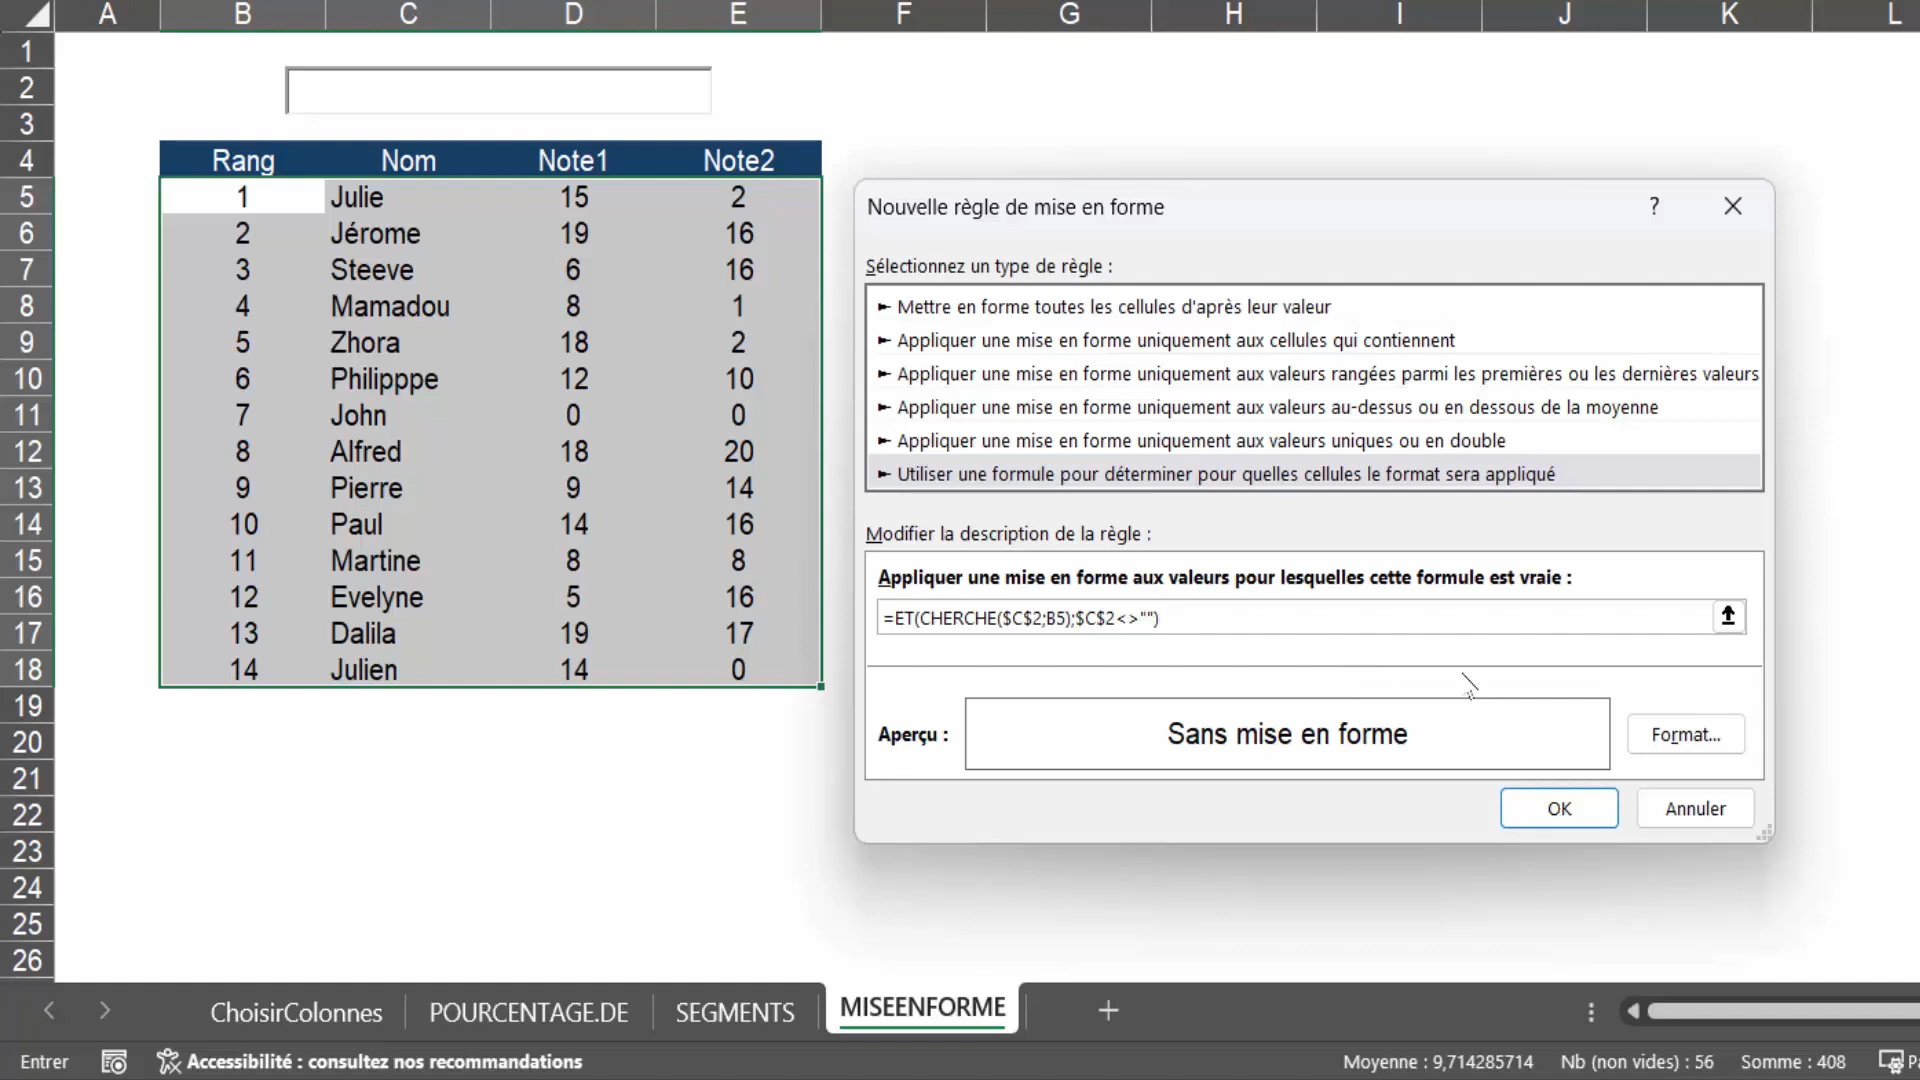 A B C D E F G H I J K L
1
2
3
4 Rang Nom Note1 Note2
5 1 Julie 15 2
6 2 Jérome 19 16
7 3 Steeve 6 16
8 4 Mamadou 8 1
9 5 Zhora 18 2
10 6 Philipppe 12 10
11 7 John 0 0
12 8 Alfred 18 20
13 9 Pierre 9 14
14 10 Paul 14 16
15 11 Martine 8 8
16 12 Evelyne 5 16
17 13 Dalila 19 17
18 14 Julien 14 0
19
20
21
22
23
24
25
26
Nouvelle règle de mise en forme ?
Sélectionnez un type de règle :
► Mettre en forme toutes les cellules d'après leur valeur
► Appliquer une mise en forme uniquement aux cellules qui contiennent
► Appliquer une mise en forme uniquement aux valeurs rangées parmi les premières ou les dernières valeurs
► Appliquer une mise en forme uniquement aux valeurs au-dessus ou en dessous de la moyenne
► Appliquer une mise en forme uniquement aux valeurs uniques ou en double
► Utiliser une formule pour déterminer pour quelles cellules le format sera appliqué
Modifier la description de la règle :
Appliquer une mise en forme aux valeurs pour lesquelles cette formule est vraie :
=ET(CHERCHE($C$2;B5);$C$2<>"")
Aperçu : Sans mise en forme Format...
OK Annuler
ChoisirColonnes POURCENTAGE.DE SEGMENTS MISEENFORME +
Entrer Accessibilité : consultez nos recommandations Moyenne : 9,714285714 Nb (non vides) : 56 Somme : 408